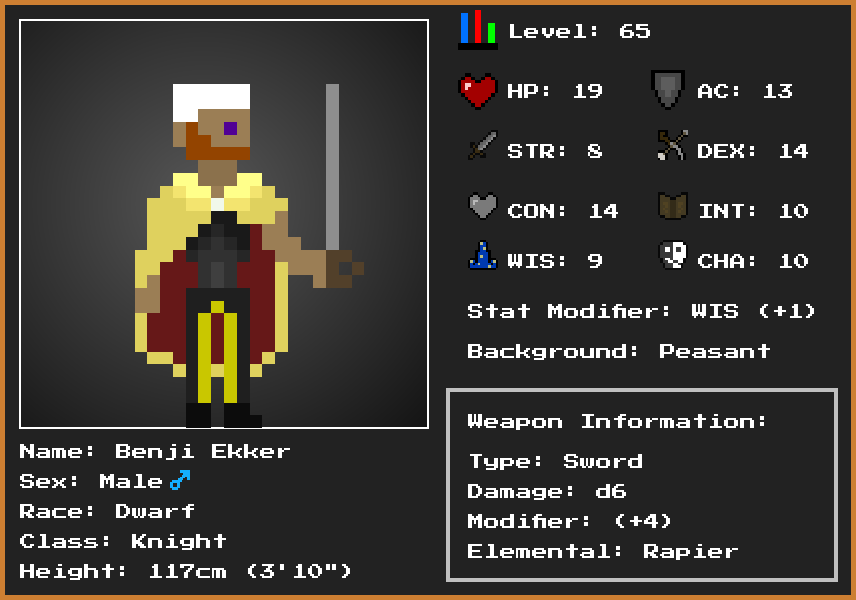 Level: 65
HP: 19
AC: 13
STR: 8
DEX: 14
CON: 14
INT: 10
WIS: 9
CHA: 10
Stat Modifier: WIS (+1)
Background: Peasant
Weapon Information:
Type: Sword
Damage: d6
Modifier: (+4)
Elemental: Rapier
Name: Benji Ekker
Sex: Male ♂
Race: Dwarf
Class: Knight
Height: 117cm (3'10")